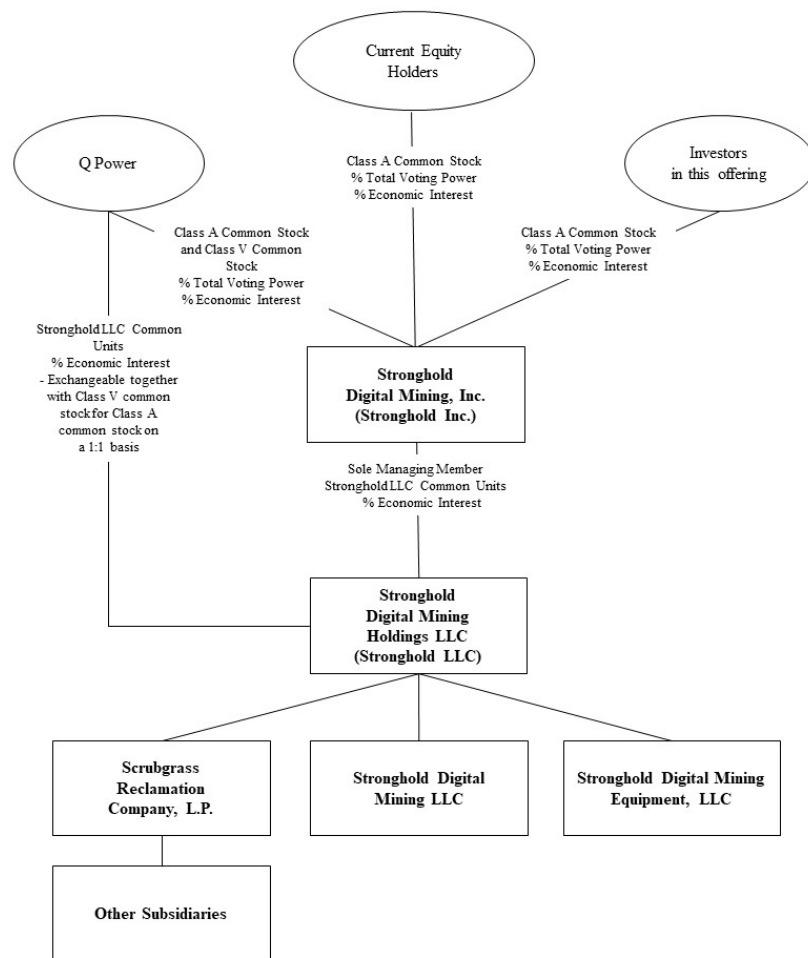 Current Equity
Holders
Q Power
Investors
in this offering
Class A Common Stock
% Total Voting Power
% Economic Interest
Class A Common Stock
and Class V Common
Stock
% Total Voting Power
% Economic Interest
Class A Common Stock
% Total Voting Power
% Economic Interest
Stronghold LLC Common
Units
% Economic Interest
- Exchangeable together
with Class V common
stock for Class A
common stock on
a 1:1 basis
Stronghold
Digital Mining, Inc.
(Stronghold Inc.)
Sole Managing Member
Stronghold LLC Common Units
% Economic Interest
Stronghold
Digital Mining
Holdings LLC
(Stronghold LLC)
Scrubgrass
Reclamation
Company, L.P.
Stronghold Digital
Mining LLC
Stronghold Digital Mining
Equipment, LLC
Other Subsidiaries